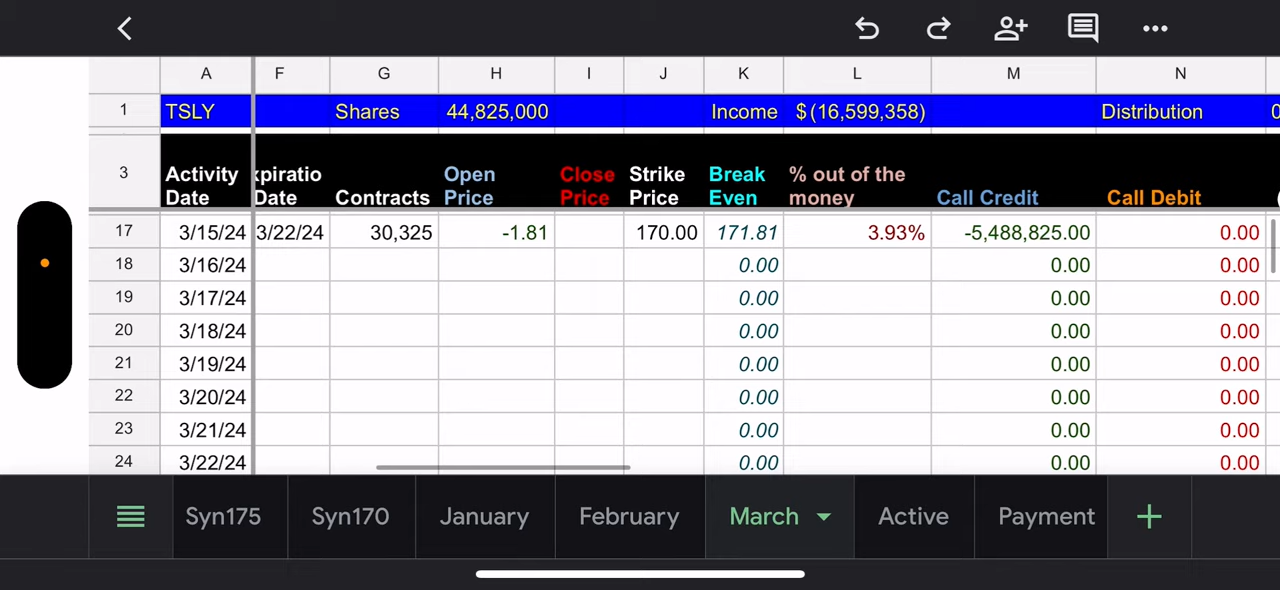 A F G H I J K L M N
1 TSLY Shares 44,825,000 Income $ (16,599,358) Distribution 0
3 Activity Date xpiratio Date Contracts Open Price Close Price Strike Price Break Even % out of the money Call Credit Call Debit
17 3/15/24 3/22/24 30,325 -1.81 170.00 171.81 3.93% -5,488,825.00 0.00
18 3/16/24 0.00 0.00 0.00
19 3/17/24 0.00 0.00 0.00
20 3/18/24 0.00 0.00 0.00
21 3/19/24 0.00 0.00 0.00
22 3/20/24 0.00 0.00 0.00
23 3/21/24 0.00 0.00 0.00
24 3/22/24 0.00 0.00 0.00
Syn175 Syn170 January February March Active Payment